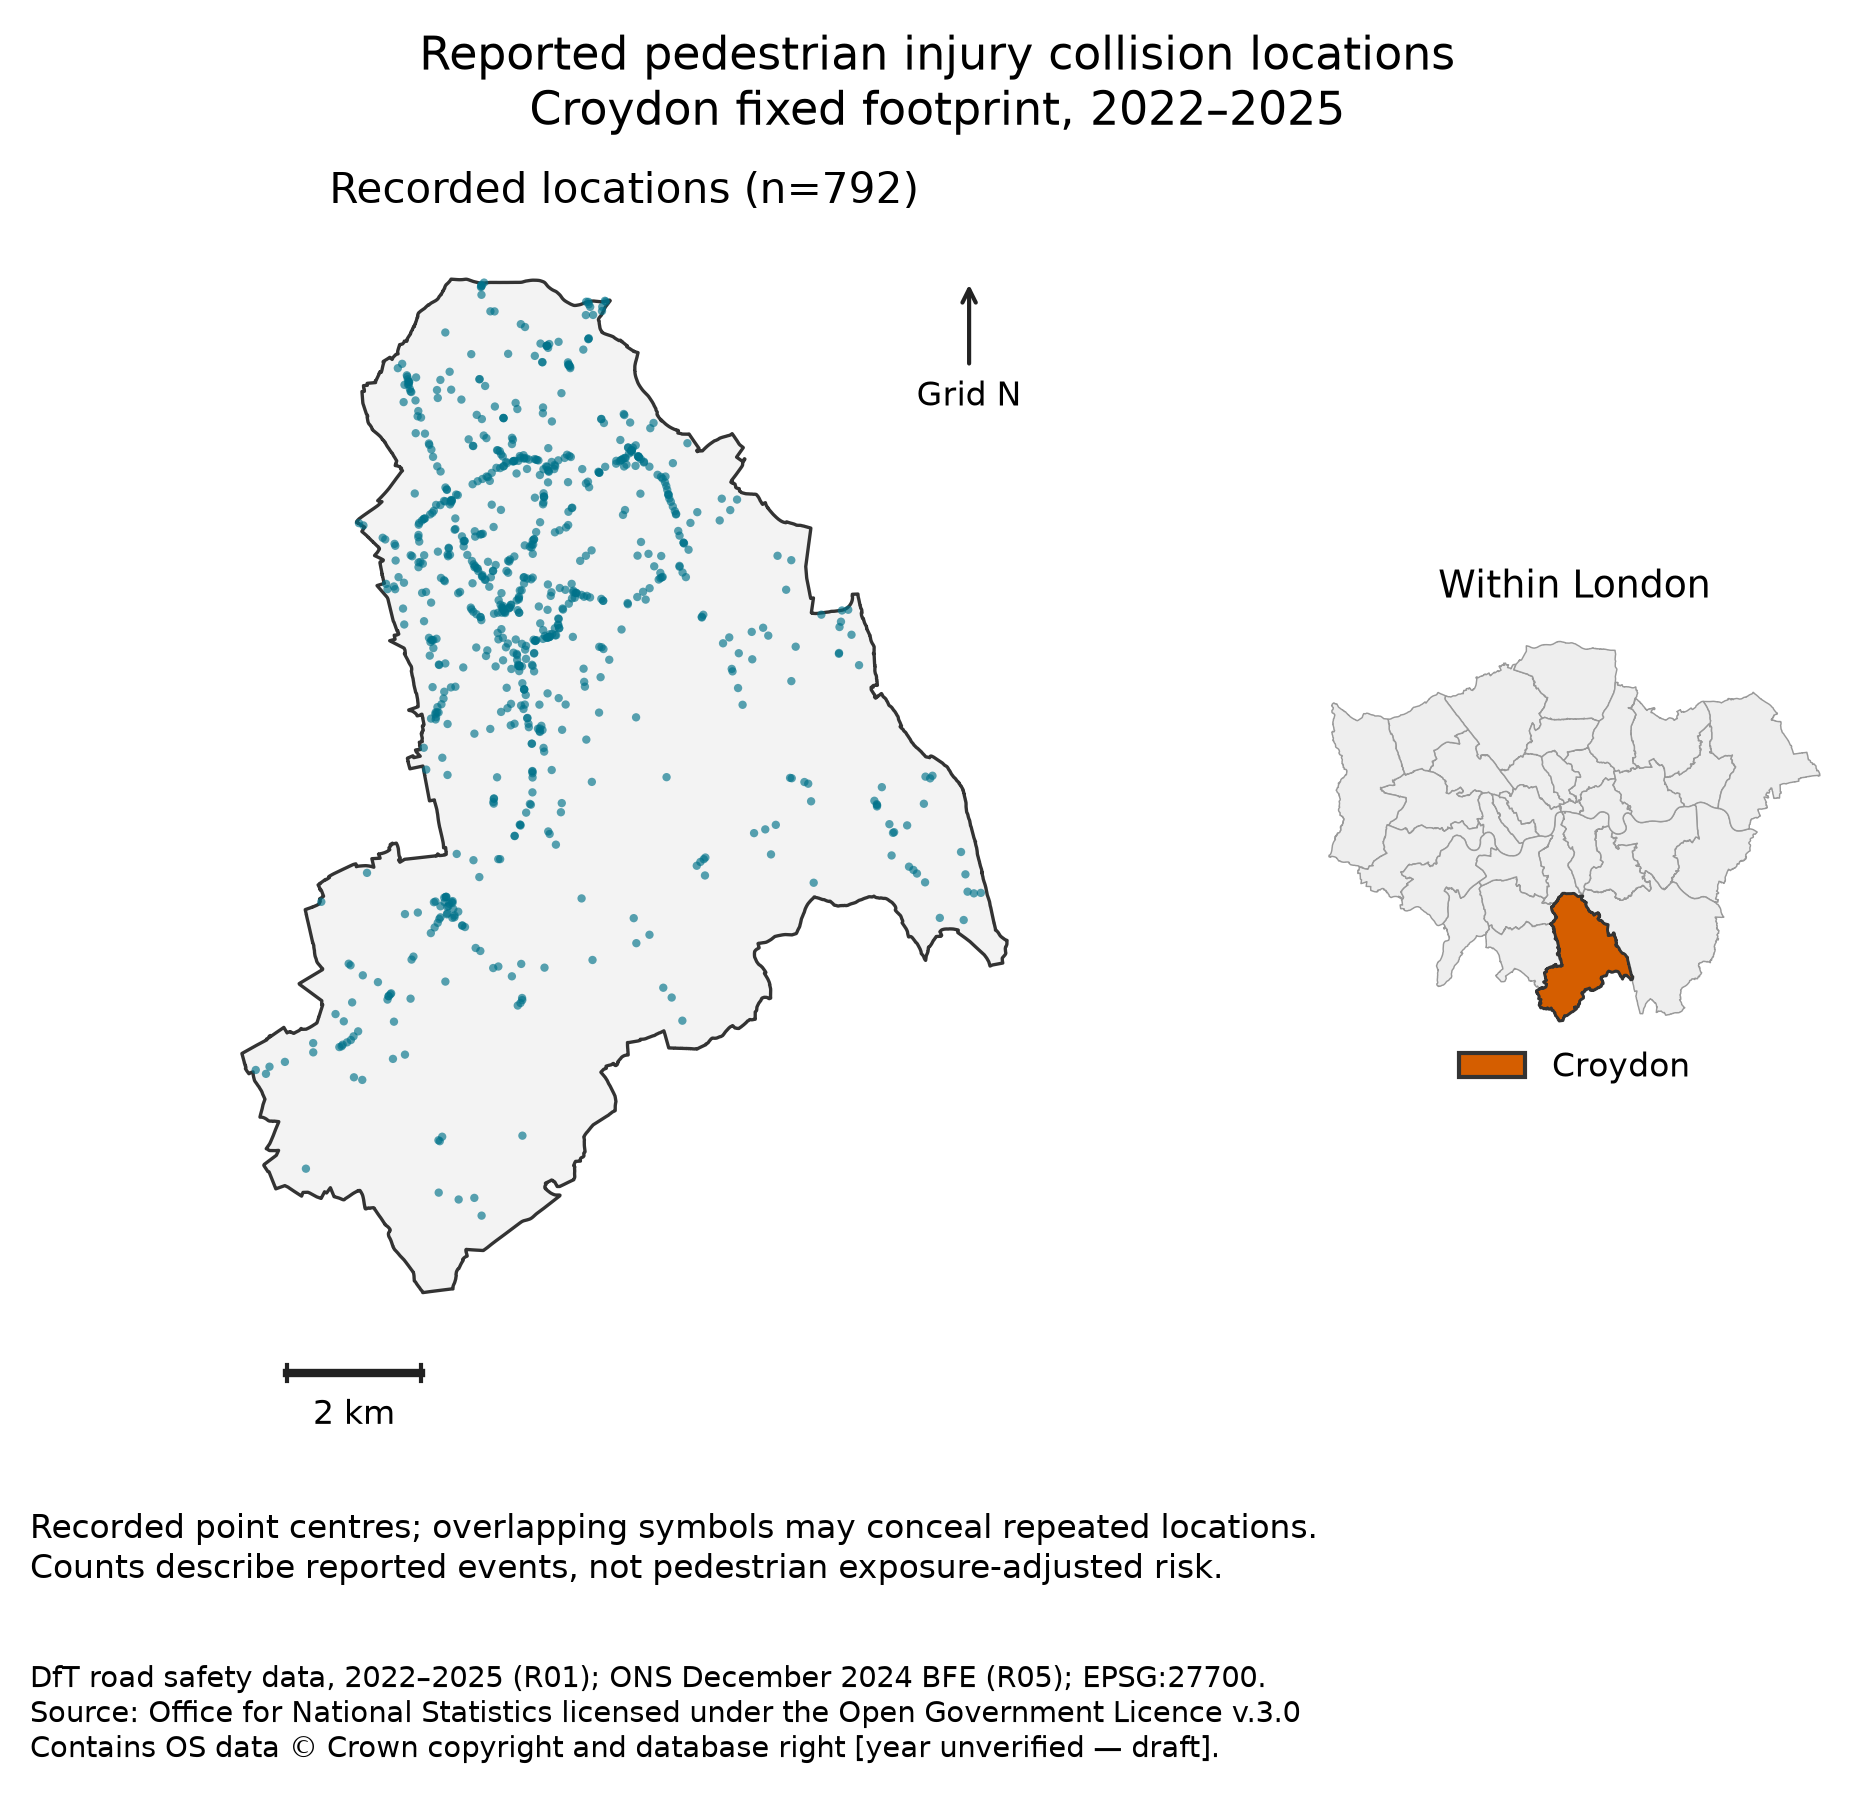 Reported pedestrian injury collision locations
Croydon fixed footprint, 2022–2025
Recorded locations (n=792)
Grid N
Within London
Croydon
2 km
Recorded point centres; overlapping symbols may conceal repeated locations.
Counts describe reported events, not pedestrian exposure-adjusted risk.
DfT road safety data, 2022–2025 (R01); ONS December 2024 BFE (R05); EPSG:27700.
Source: Office for National Statistics licensed under the Open Government Licence v.3.0
Contains OS data © Crown copyright and database right [year unverified — draft].